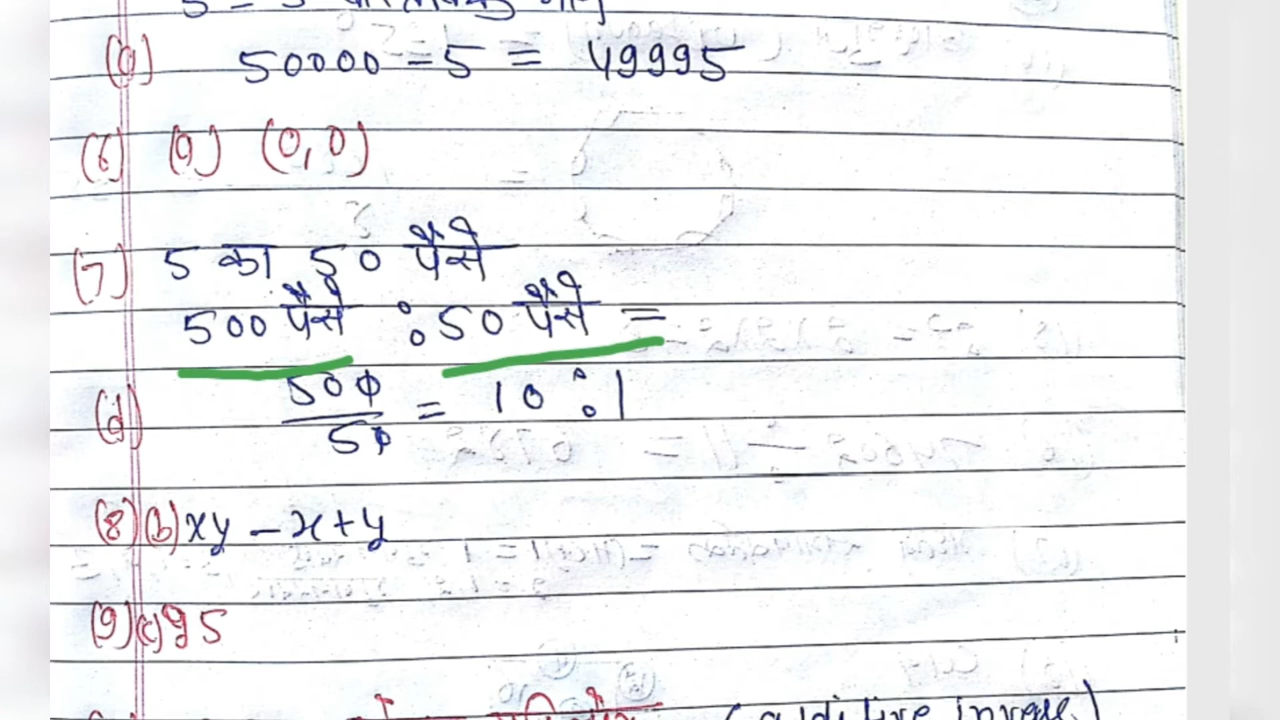 (a) 50000 - 5 = 49995
(6) (a) (0,0)
(7) 5 का 50 पैसे
500 पैसे : 50 पैसे =
(d) 500/50 = 10:1
(8) (b) xy - x + y
(9) (c) 95
(additive inverse)